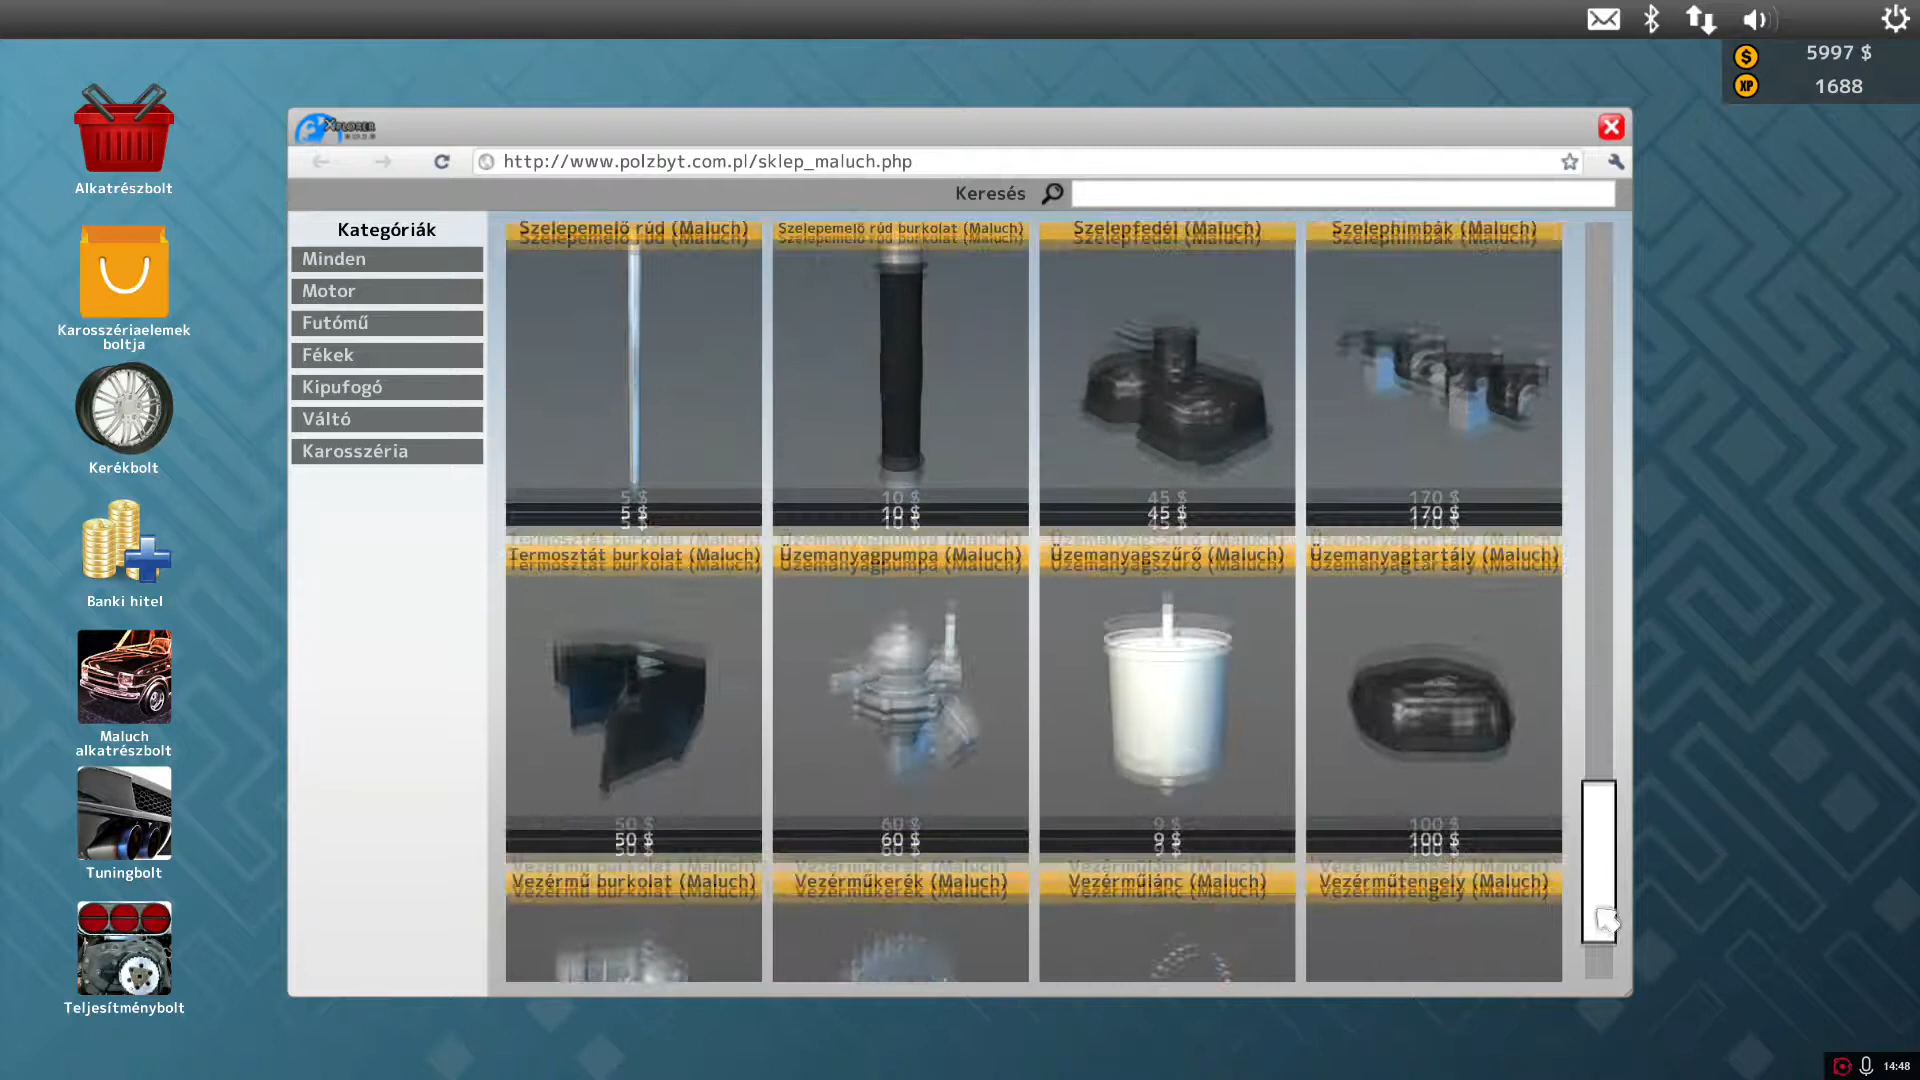 5997 $
XP
1688
Alkatrészbolt
Karosszériaelemek
boltja
Kerékbolt
Banki hitel
Maluch
alkatrészbolt
Tuningbolt
Teljesítménybolt
XPLORER
http://www.polzbyt.com.pl/sklep_maluch.php
Keresés
Kategóriák
Minden
Motor
Futómű
Fékek
Kipufogó
Váltó
Karosszéria
Szelepemelő rúd (Maluch)
Szelepemelő rúd burkolat (Maluch)
Szelepfedél (Maluch)
Szelephimbák (Maluch)
5 $
10 $
45 $
170 $
Termosztát burkolat (Maluch)
Üzemanyagpumpa (Maluch)
Üzemanyagszűrő (Maluch)
Üzemanyagtartály (Maluch)
50 $
60 $
9 $
100 $
Vezérmű burkolat (Maluch)
Vezérműkerék (Maluch)
Vezérműlánc (Maluch)
Vezérműtengely (Maluch)
14:48